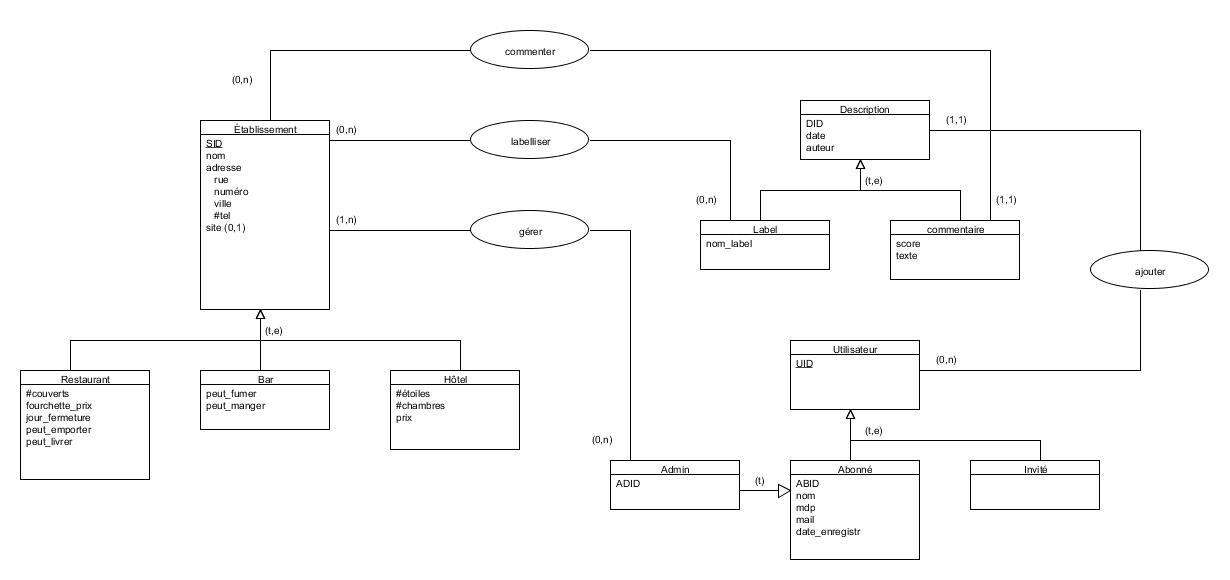 commenter
(0,n)
Établissement
SID
nom
adresse
rue
numéro
ville
#tel
site (0,1)
(0,n)
labelliser
(1,n)
gérer
Description
DID
date
auteur
(1,1)
(t,e)
(0,n)
(1,1)
Label
nom_label
commentaire
score
texte
ajouter
(t,e)
Restaurant
#couverts
fourchette_prix
jour_fermeture
peut_emporter
peut_livrer
Bar
peut_fumer
peut_manger
Hôtel
#étoiles
#chambres
prix
Utilisateur
UID
(0,n)
(t,e)
(0,n)
Admin
ADID
(t)
Abonné
ABID
nom
mdp
mail
date_enregistr
Invité